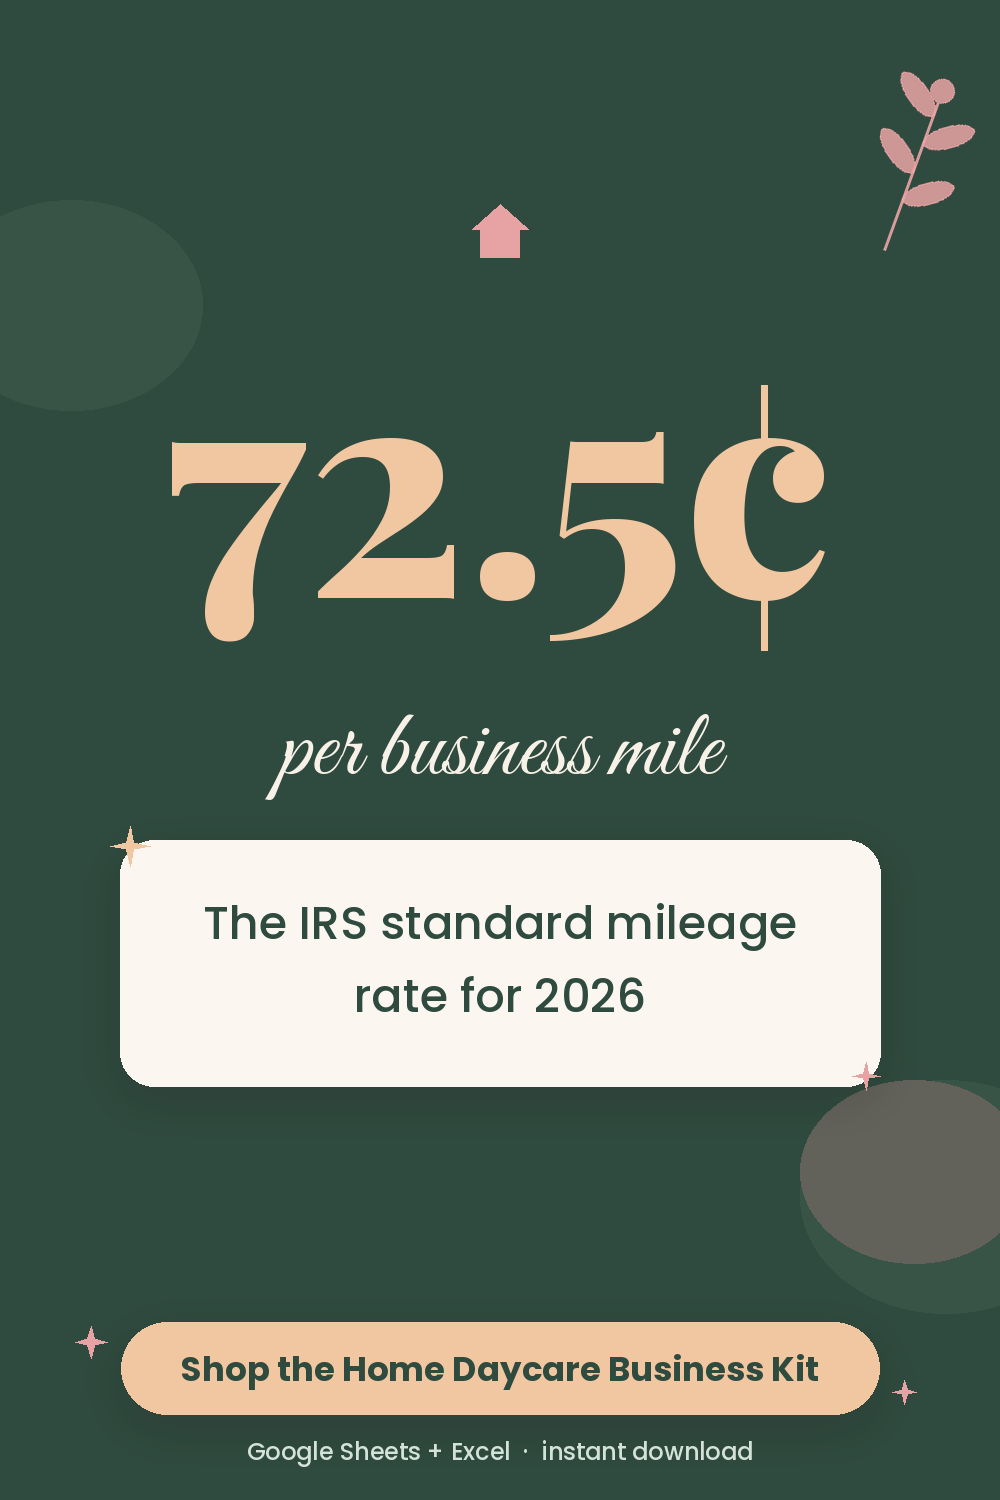 72.5¢
per business mile
The IRS standard mileage
rate for 2026
Shop the Home Daycare Business Kit
Google Sheets + Excel · instant download